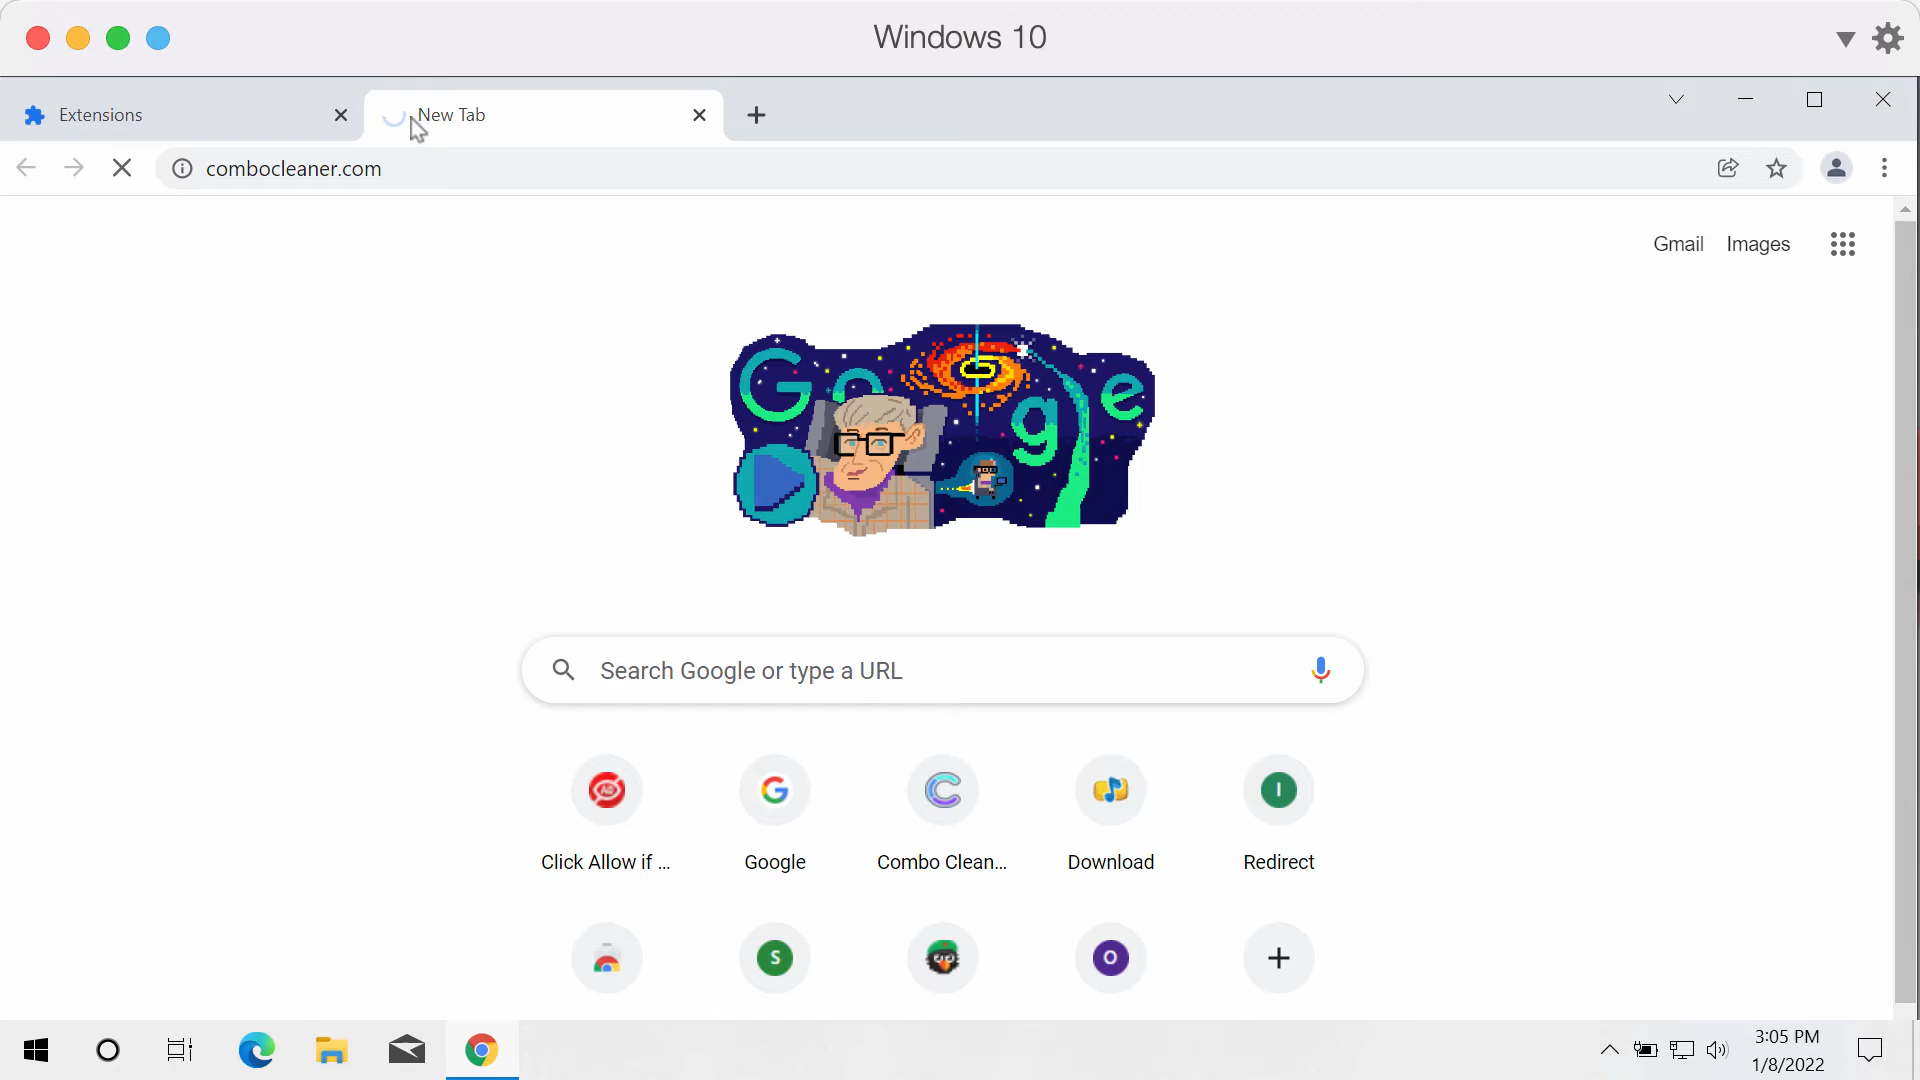 Windows 10
Extensions
New Tab
combocleaner.com
Gmail Images
G o g e
Search Google or type a URL
AD G C I
Click Allow if ... Google Combo Clean... Download Redirect
S O
3:05 PM
1/8/2022